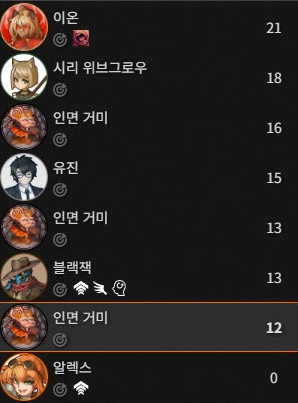 이온 21
시리 위브그로우 18
인면 거미 16
유진 15
인면 거미 13
블랙잭 13
인면 거미 12
알렉스 0